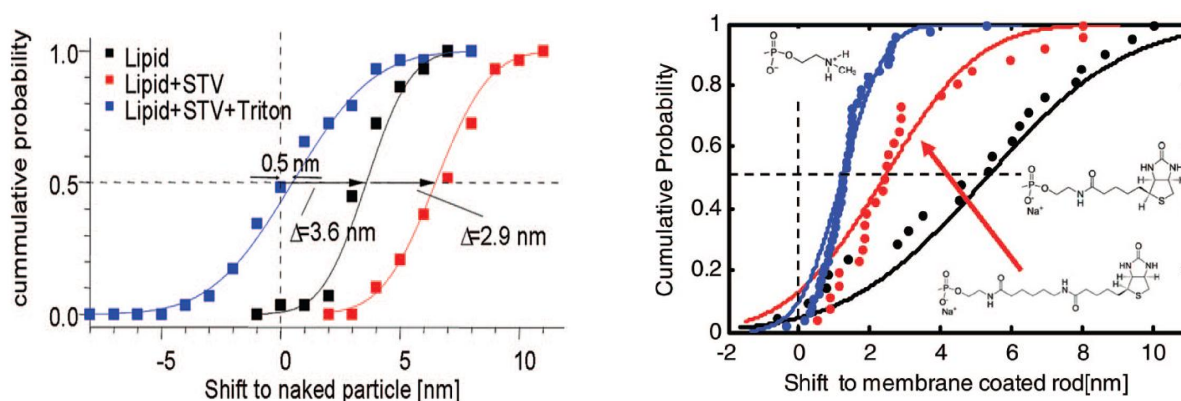 cummulative probability
1.0
0.5
0.0
Lipid
Lipid+STV
Lipid+STV+Triton
0.5 nm
Δ=3.6 nm
Δ=2.9 nm
-5
0
5
10
Shift to naked particle [nm]
Cumulative Probability
1
0.8
0.6
0.4
0.2
0
-2
0
2
4
6
8
10
Shift to membrane coated rod[nm]